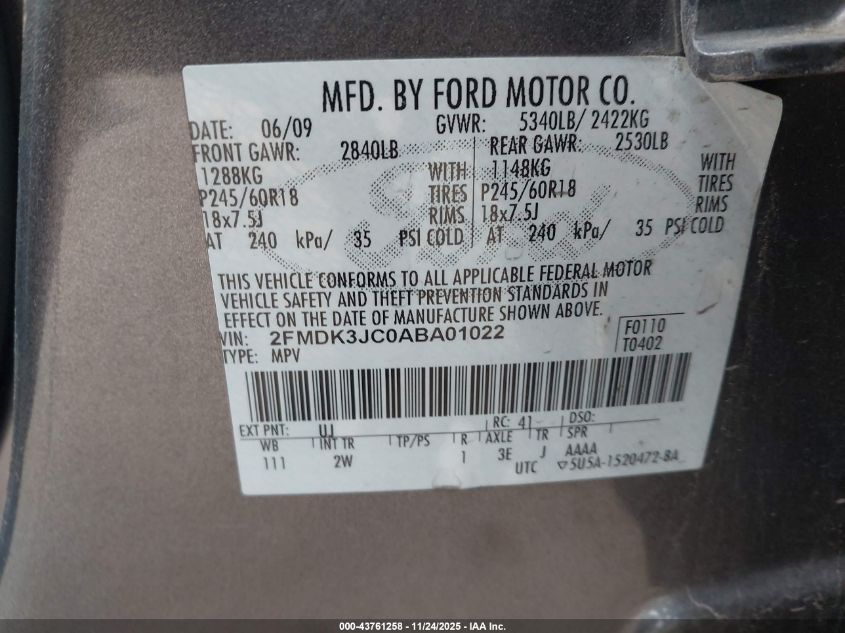 MFD. BY FORD MOTOR CO.
DATE: 06/09 GVWR: 5340LB/ 2422KG
FRONT GAWR: 2840LB REAR GAWR: 2530LB
1288KG WITH 1148KG WITH
P245/60R18 TIRES P245/60R18 TIRES
18x7.5J RIMS 18x7.5J RIMS
AT 240 kPa/ 35 PSI COLD AT 240 kPa/ 35 PSI COLD
THIS VEHICLE CONFORMS TO ALL APPLICABLE FEDERAL MOTOR
VEHICLE SAFETY AND THEFT PREVENTION STANDARDS IN
EFFECT ON THE DATE OF MANUFACTURE SHOWN ABOVE.
VIN: 2FMDK3JC0ABA01022 F0110
TYPE: MPV T0402
EXT PNT: UJ RC: 41 DSO:
WB INT TR TP/PS R AXLE TR SPR
111 2W 1 3E J AAAA
UTC ▽5U5A-1520472-BA
000-43761258 - 11/24/2025 - IAA Inc.